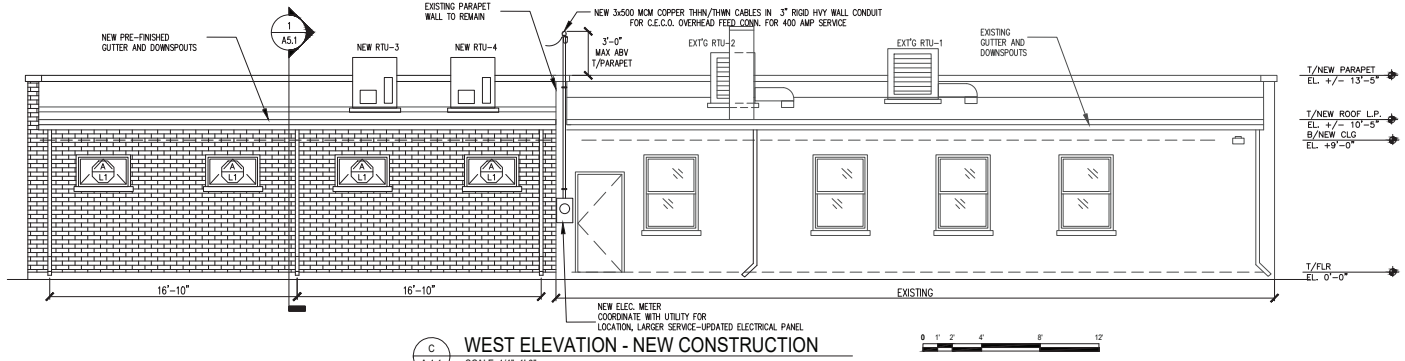 EXISTING PARAPET
WALL TO REMAIN
NEW 3x500 MCM COPPER THHN/THWN CABLES IN 3" RIGID HVY WALL CONDUIT
FOR C.E.C.O. OVERHEAD FEED CONN. FOR 400 AMP SERVICE
1
A5.1
NEW PRE-FINISHED
GUTTER AND DOWNSPOUTS
NEW RTU-3
NEW RTU-4
3'-0"
MAX ABV
T/PARAPET
EXT'G RTU-2
EXT'G RTU-1
EXISTING
GUTTER AND
DOWNSPOUTS
T/NEW PARAPET
EL. +/- 13'-5"
T/NEW ROOF L.P.
EL. +/- 10'-5"
B/NEW CLG
EL. +9'-0"
A
L1
A
L1
A
L1
A
L1
T/FLR
EL. 0'-0"
16'-10"
16'-10"
EXISTING
NEW ELEC. METER
COORDINATE WITH UTILITY FOR
LOCATION, LARGER SERVICE-UPDATED ELECTRICAL PANEL
C
WEST ELEVATION - NEW CONSTRUCTION
0 1' 2' 4' 8' 12'